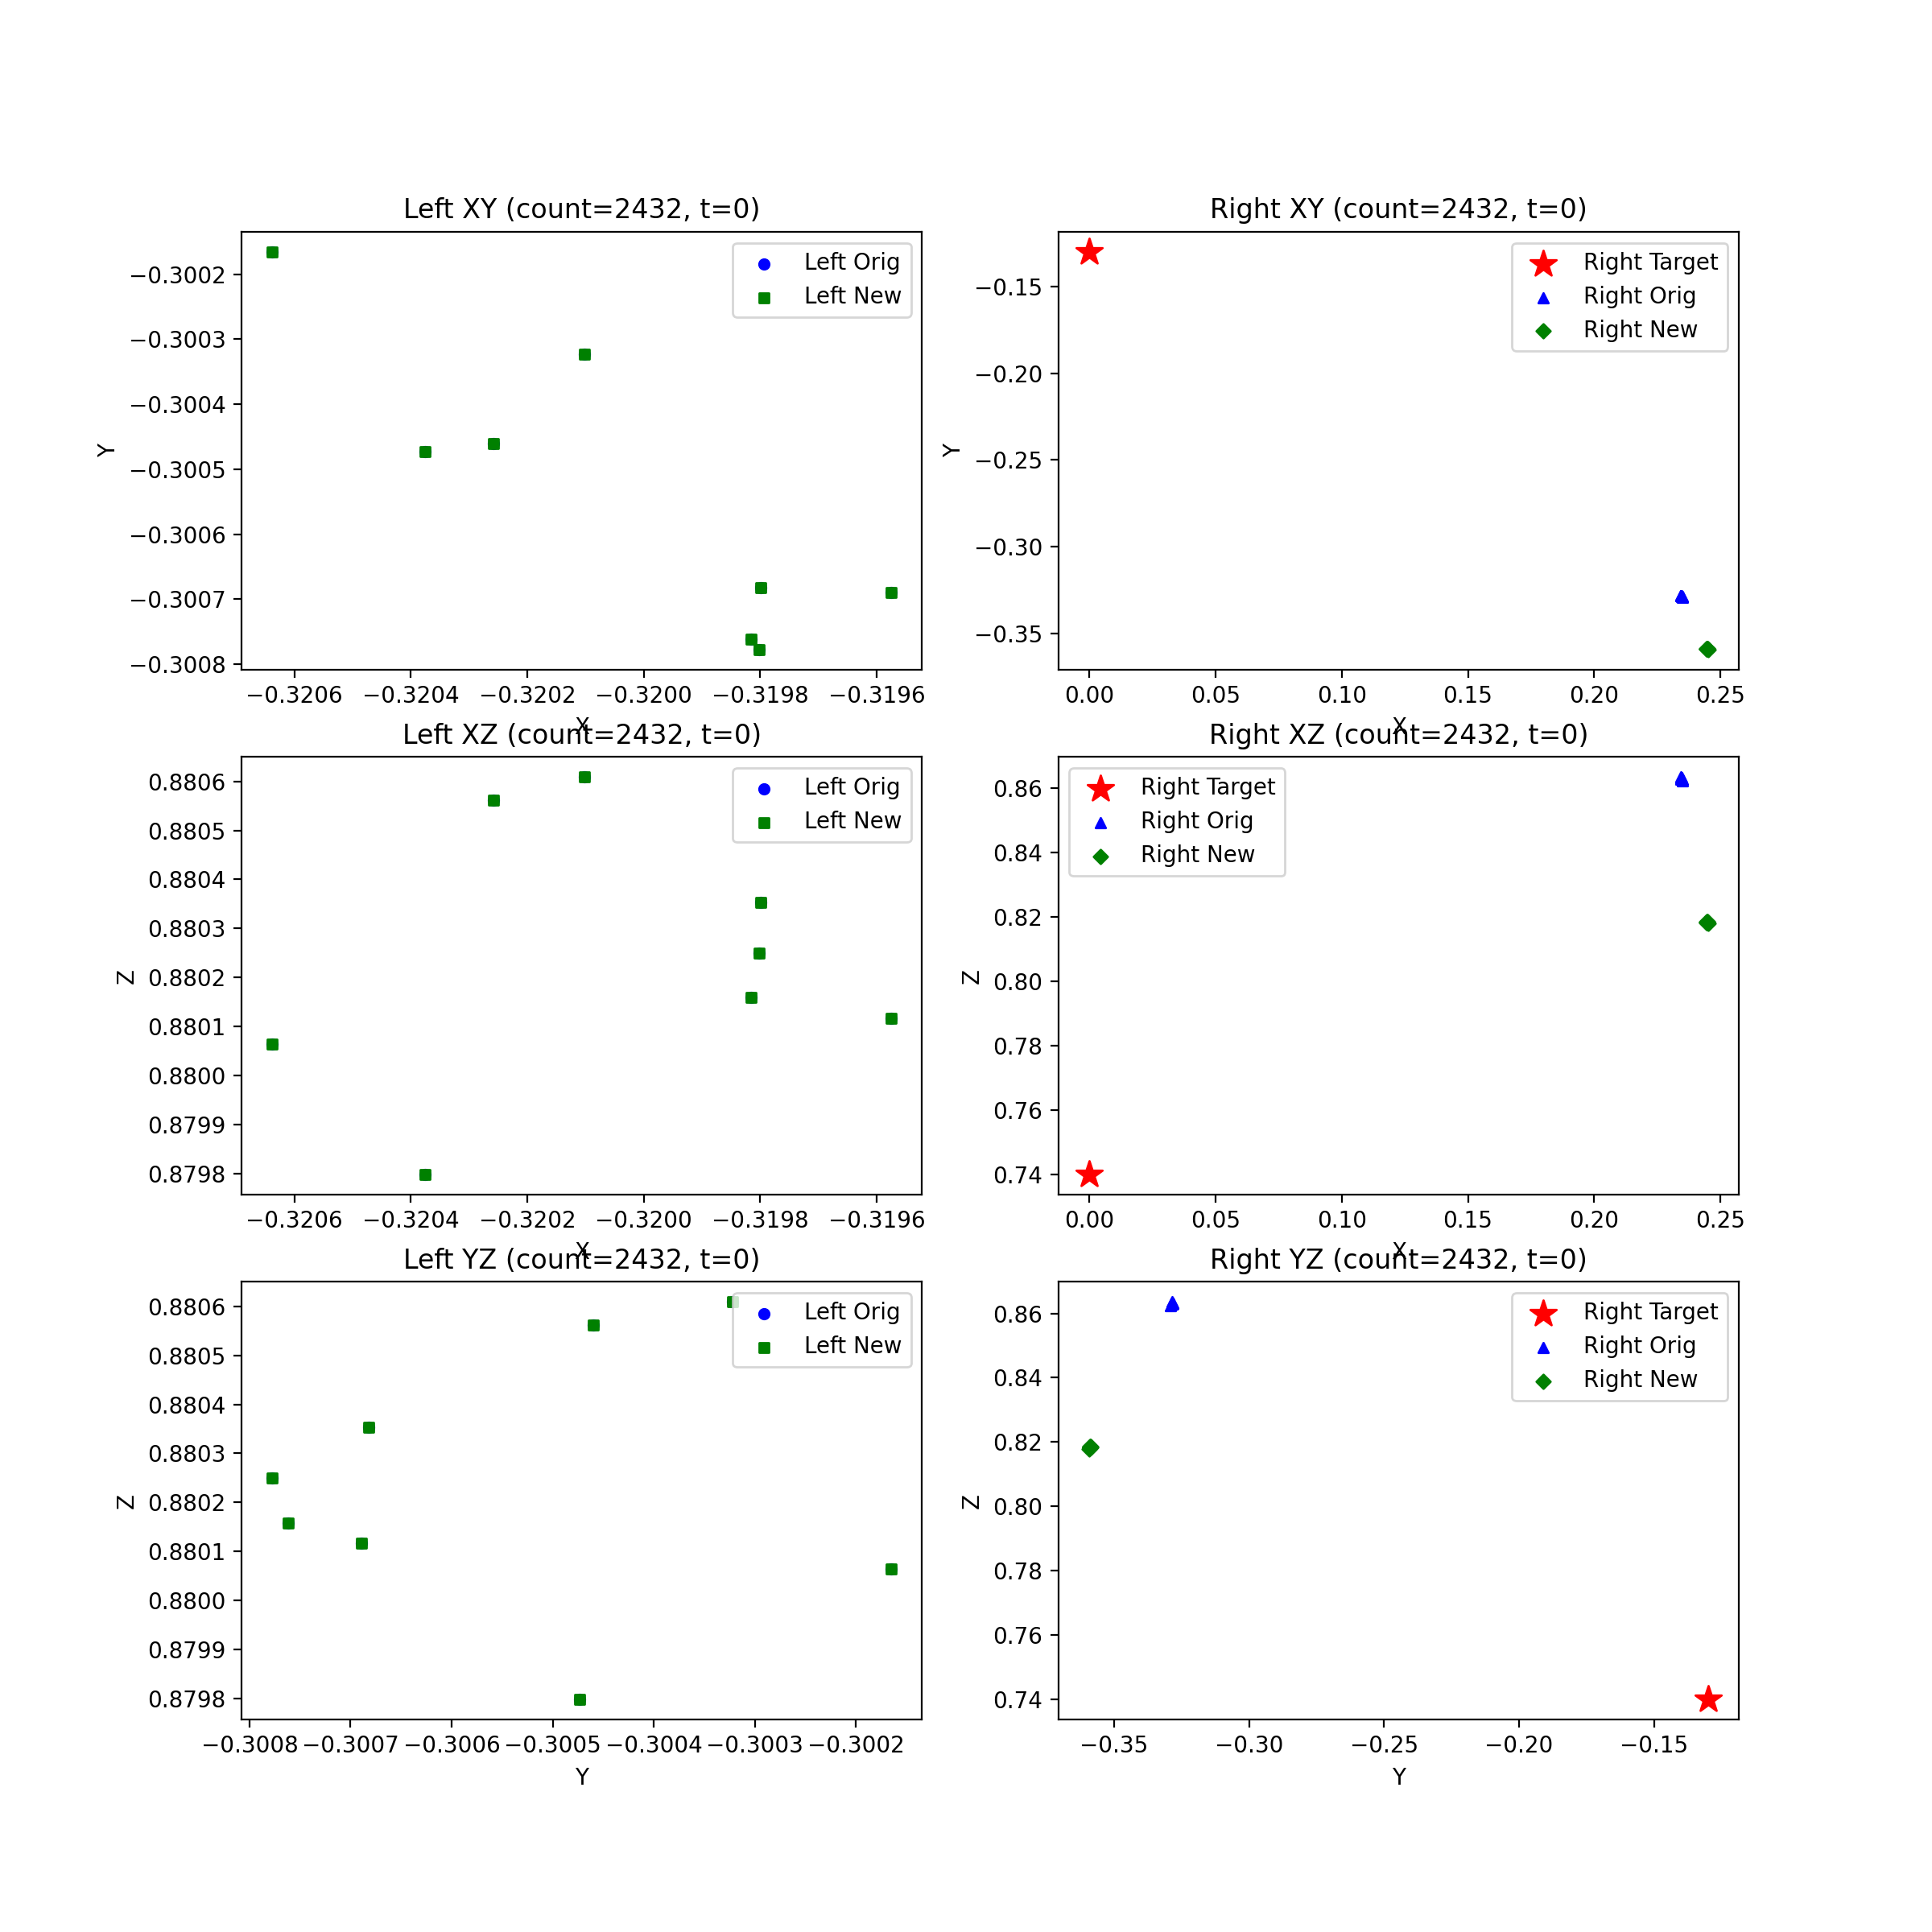 Left XY (count=2432, t=0)
Left Orig
Left New
−0.3002
−0.3003
−0.3004
−0.3005
−0.3006
−0.3007
−0.3008
Y
−0.3206 −0.3204 −0.3202 −0.3200 −0.3198 −0.3196
X
Right XY (count=2432, t=0)
Right Target
Right Orig
Right New
−0.15
−0.20
−0.25
−0.30
−0.35
Y
0.00 0.05 0.10 0.15 0.20 0.25
X
Left XZ (count=2432, t=0)
Left Orig
Left New
0.8806
0.8805
0.8804
0.8803
0.8802
0.8801
0.8800
0.8799
0.8798
Z
−0.3206 −0.3204 −0.3202 −0.3200 −0.3198 −0.3196
X
Right XZ (count=2432, t=0)
Right Target
Right Orig
Right New
0.86
0.84
0.82
0.80
0.78
0.76
0.74
Z
0.00 0.05 0.10 0.15 0.20 0.25
X
Left YZ (count=2432, t=0)
Left Orig
Left New
0.8806
0.8805
0.8804
0.8803
0.8802
0.8801
0.8800
0.8799
0.8798
Z
−0.3008 −0.3007 −0.3006 −0.3005 −0.3004 −0.3003 −0.3002
Y
Right YZ (count=2432, t=0)
Right Target
Right Orig
Right New
0.86
0.84
0.82
0.80
0.78
0.76
0.74
Z
−0.35 −0.30 −0.25 −0.20 −0.15
Y